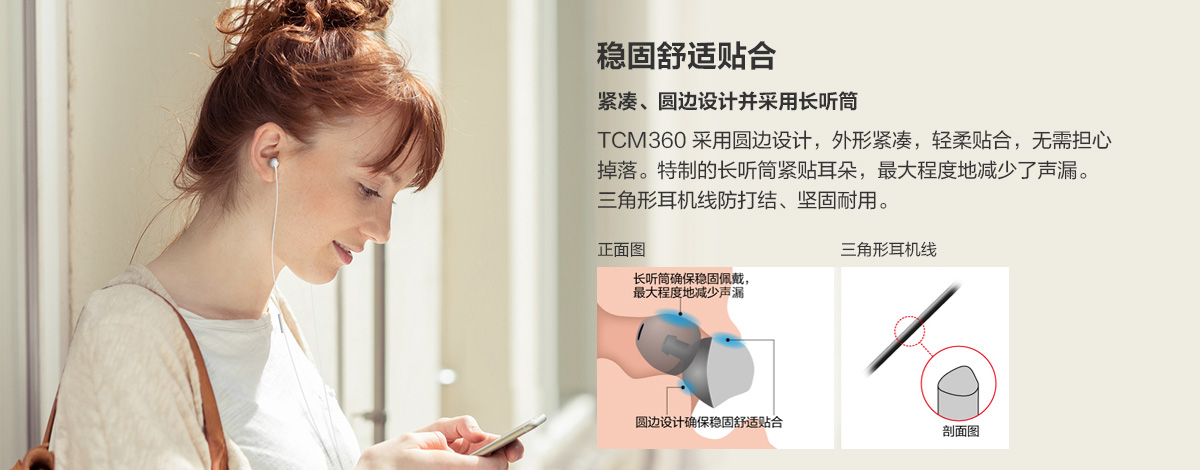 稳固舒适贴合
紧凑、圆边设计并采用长听筒
TCM360 采用圆边设计，外形紧凑，轻柔贴合，无需担心
掉落。特制的长听筒紧贴耳朵，最大程度地减少了声漏。
三角形耳机线防打结、坚固耐用。
正面图
三角形耳机线
长听筒确保稳固佩戴，
最大程度地减少声漏
圆边设计确保稳固舒适贴合
剖面图